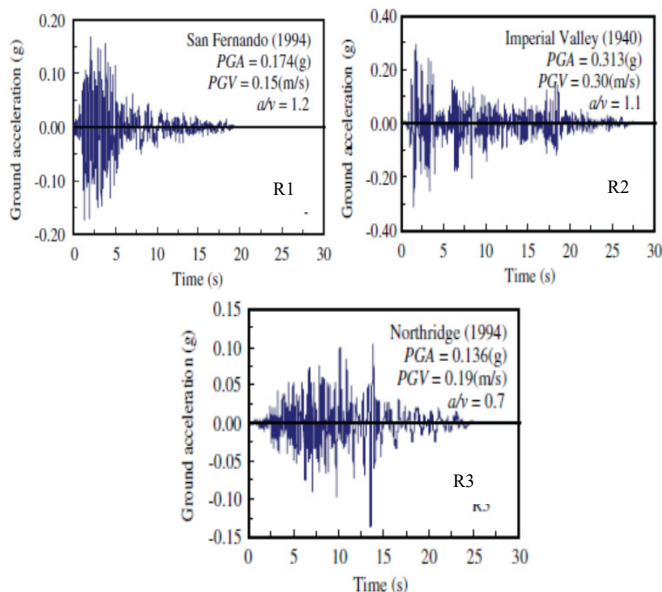 San Fernando (1994)
PGA = 0.174(g)
PGV = 0.15(m/s)
a/v = 1.2
R1
Ground acceleration (g)
0.20
0.10
0.00
-0.10
-0.20
0 5 10 15 20 25 30
Time (s)
Imperial Valley (1940)
PGA = 0.313(g)
PGV = 0.30(m/s)
a/v = 1.1
R2
Ground acceleration (g)
0.40
0.20
0.00
-0.20
-0.40
0 5 10 15 20 25 30
Time (s)
Northridge (1994)
PGA = 0.136(g)
PGV = 0.19(m/s)
a/v = 0.7
R3
Ground acceleration (g)
0.15
0.10
0.05
0.00
-0.05
-0.10
-0.15
0 5 10 15 20 25 30
Time (s)